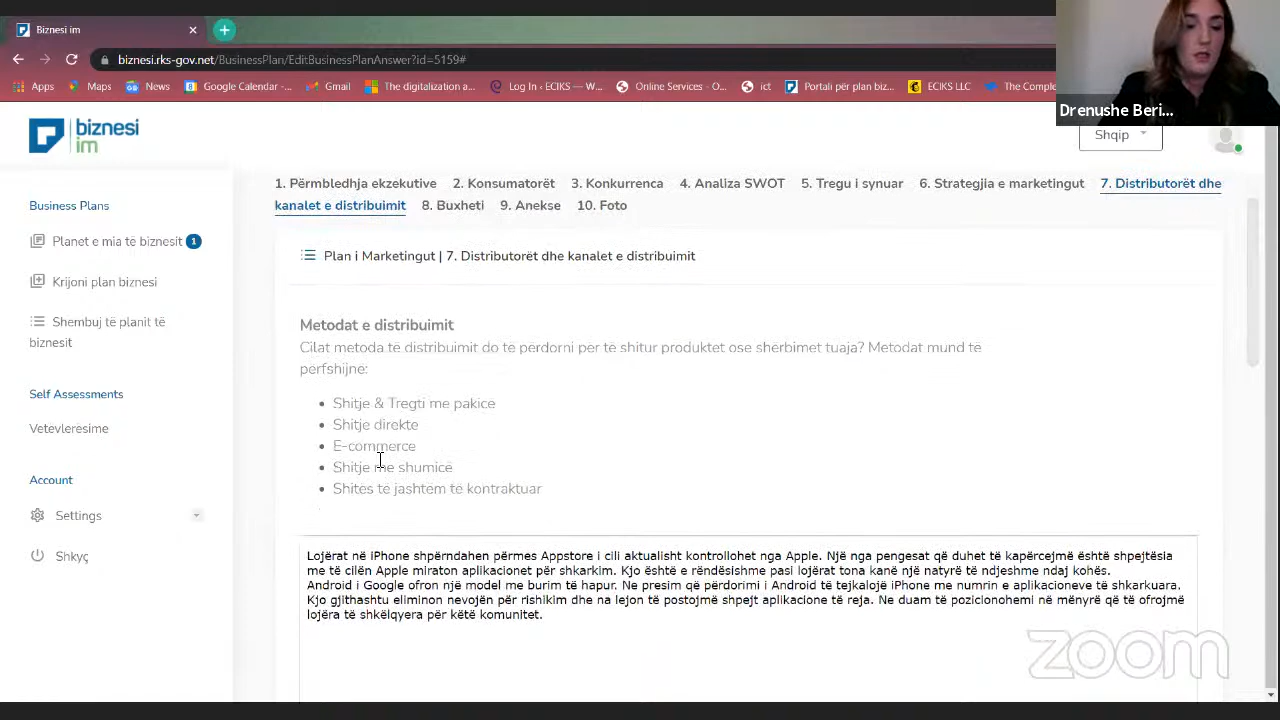 Biznesi im
biznesi.rks-gov.net/BusinessPlan/EditBusinessPlanAnswer?id=5159#
Apps Maps News Google Calendar -... Gmail The digitalization a... Log In ‹ ECIKS — W... Online Services - O... ict Portali për plan biz... ECIKS LLC The Comple
Drenushe Beri...
biznesi
im
Shqip
1. Përmbledhja ekzekutive 2. Konsumatorët 3. Konkurrenca 4. Analiza SWOT 5. Tregu i synuar 6. Strategjia e marketingut 7. Distributorët dhe
kanalet e distribuimit 8. Buxheti 9. Anekse 10. Foto
Business Plans
Planet e mia të biznesit 1
Krijoni plan biznesi
Shembuj të planit të
biznesit
Self Assessments
Vetevlerësime
Account
Settings
Shkyç
Plan i Marketingut | 7. Distributorët dhe kanalet e distribuimit
Metodat e distribuimit
Cilat metoda të distribuimit do të përdorni për të shitur produktet ose shërbimet tuaja? Metodat mund të
përfshijne:
Shitje & Tregti me pakice
Shitje direkte
E-commerce
Shitje me shumicë
Shites të jashtem të kontraktuar
Lojërat në iPhone shpërndahen përmes Appstore i cili aktualisht kontrollohet nga Apple. Një nga pengesat që duhet të kapërcejmë është shpejtësia
me të cilën Apple miraton aplikacionet për shkarkim. Kjo është e rëndësishme pasi lojërat tona kanë një natyrë të ndjeshme ndaj kohës.
Android i Google ofron një model me burim të hapur. Ne presim që përdorimi i Android të tejkalojë iPhone me numrin e aplikacioneve të shkarkuara.
Kjo gjithashtu eliminon nevojën për rishikim dhe na lejon të postojmë shpejt aplikacione të reja. Ne duam të pozicionohemi në mënyrë që të ofrojmë
lojëra të shkëlqyera për këtë komunitet.
zoom